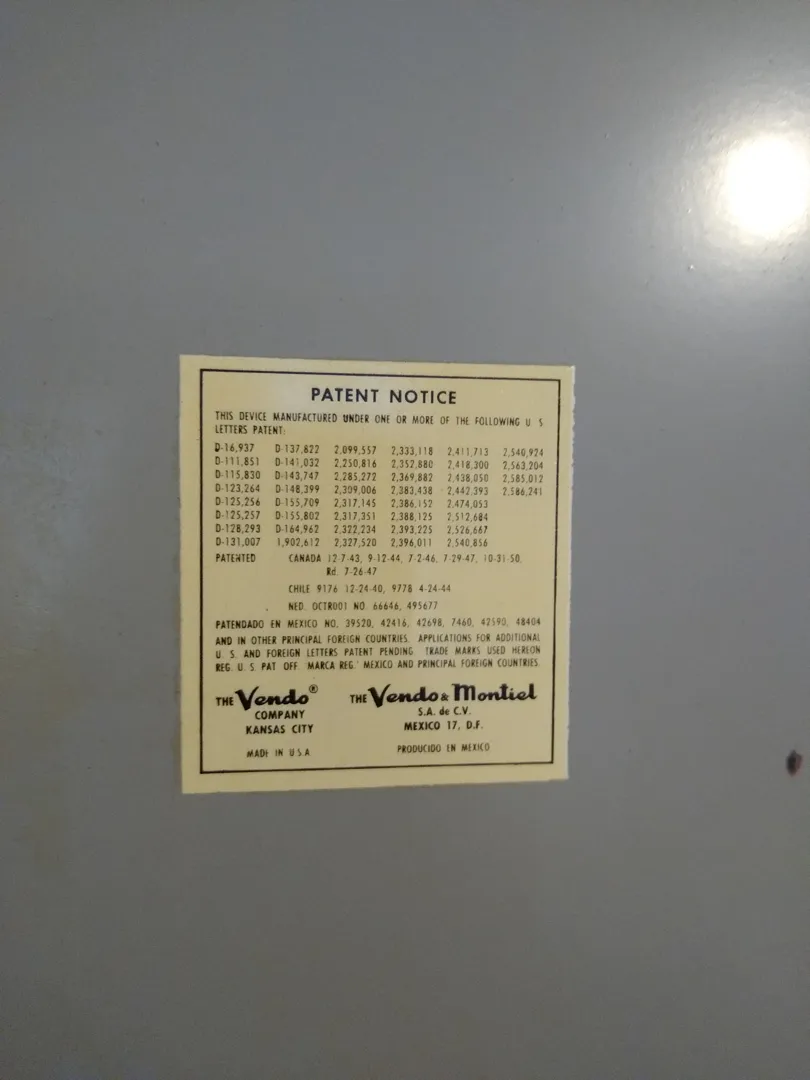 PATENT NOTICE
THIS DEVICE MANUFACTURED UNDER ONE OR MORE OF THE FOLLOWING U S
LETTERS PATENT:
D-16,937 D-137,822 2,099,557 2,333,118 2,411,713 2,540,924
D-111,851 D-141,032 2,250,816 2,352,880 2,418,300 2,563,204
D-115,830 D-143,747 2,285,272 2,369,882 2,438,050 2,585,012
D-123,264 D-148,399 2,309,006 2,383,438 2,442,393 2,586,241
D-125,256 D-155,709 2,317,145 2,386,152 2,474,053
D-125,257 D-155,802 2,317,351 2,388,125 2,512,684
D-128,293 D-164,962 2,322,234 2,393,225 2,526,667
D-131,007 1,902,612 2,327,520 2,396,011 2,540,856
PATENTED CANADA 12-7-43, 9-12-44, 7-2-46, 7-29-47, 10-31-50,
Rd. 7-26-47
CHILE 9176 12-24-40, 9778 4-24-44
NED. OCTROOI NO. 66646, 495677
PATENDADO EN MEXICO NO. 39520, 42416, 42698, 7460, 42590, 48404
AND IN OTHER PRINCIPAL FOREIGN COUNTRIES. APPLICATIONS FOR ADDITIONAL
U. S. AND FOREIGN LETTERS PATENT PENDING. TRADE MARKS USED HEREON
REG. U. S. PAT. OFF. "MARCA REG." MEXICO AND PRINCIPAL FOREIGN COUNTRIES.
THE Vendo® THE Vendo & Montiel
COMPANY S.A. de C.V.
KANSAS CITY MEXICO 17, D.F.
MADE IN U.S.A. PRODUCIDO EN MEXICO